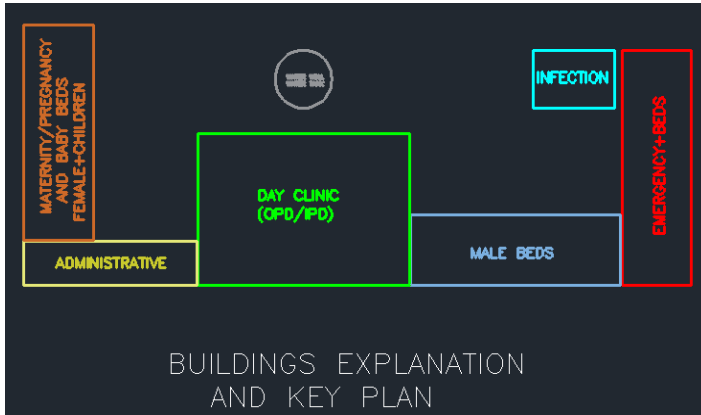 MATERNITY/PREGNANCY
AND BABY BEDS
FEMALE+CHILDREN
INFECTION
EMERGENCY+BEDS
DAY CLINIC
(OPD/IPD)
MALE BEDS
ADMINISTRATIVE
BUILDINGS EXPLANATION
AND KEY PLAN